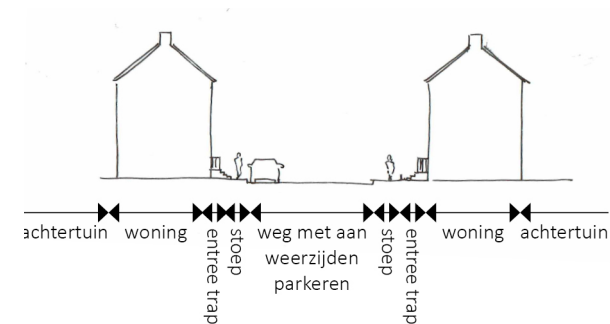 achtertuin
woning
entree trap
stoep
weg met aan
weerzijden
parkeren
stoep
entree trap
woning
achtertuin